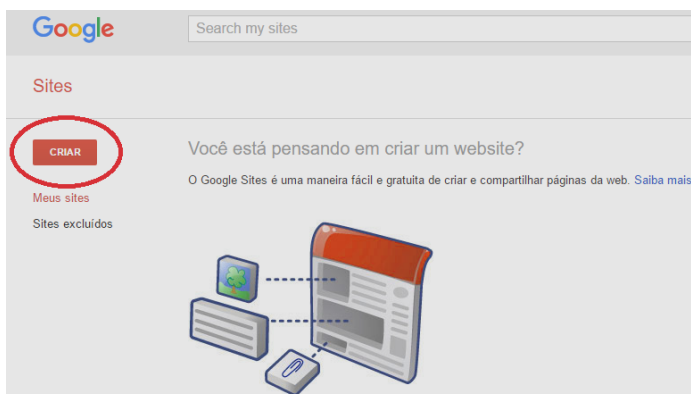 Google
Search my sites
Sites
CRIAR
Você está pensando em criar um website?
O Google Sites é uma maneira fácil e gratuita de criar e compartilhar páginas da web. Saiba mais
Meus sites
Sites excluídos